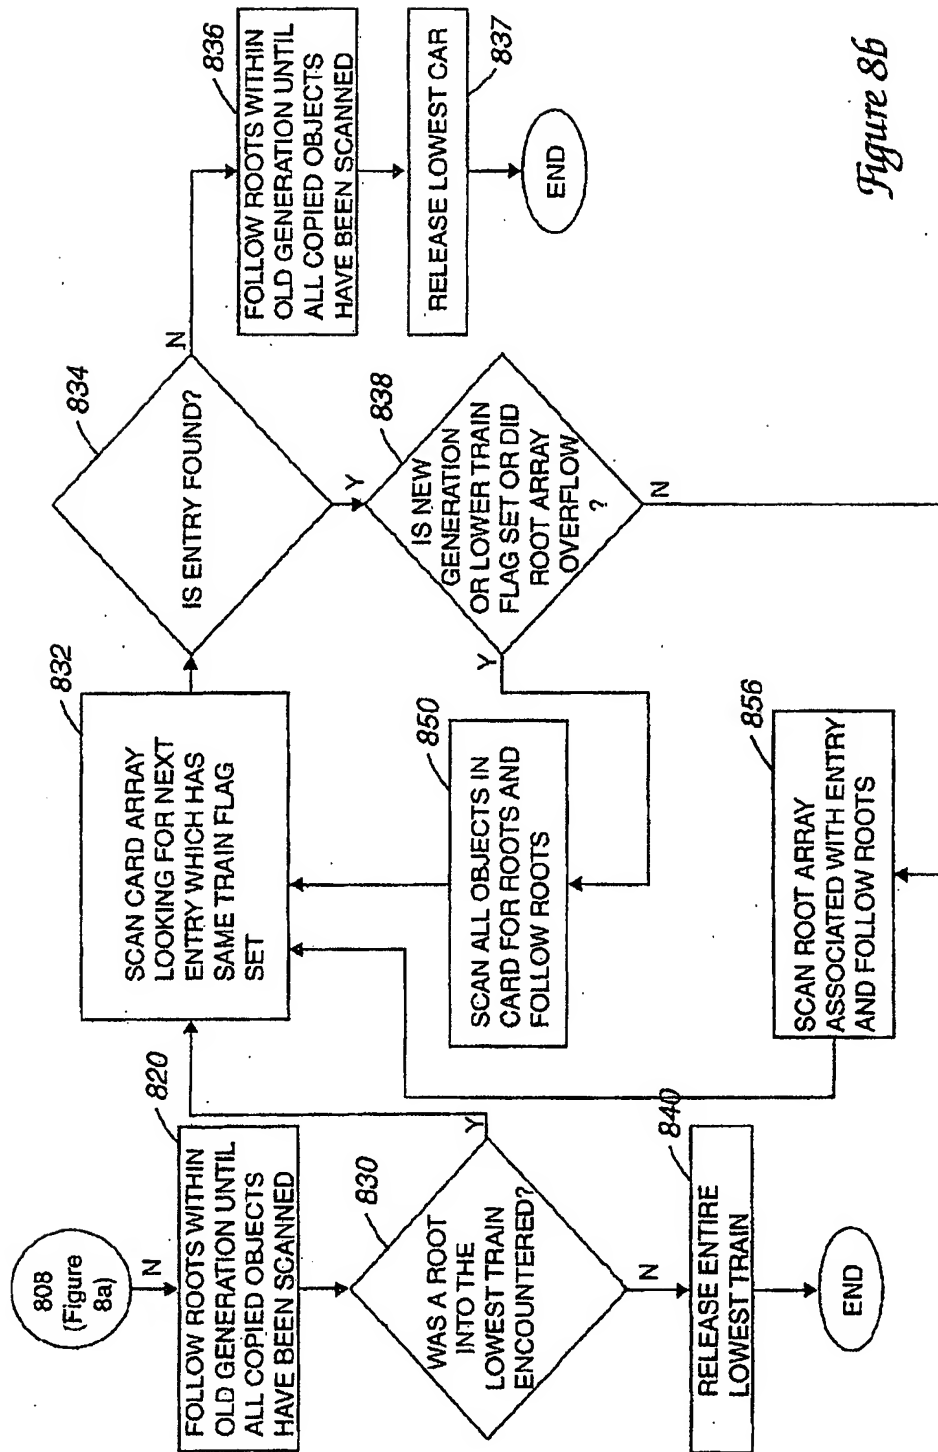 808
(Figure
8a)
N
820
FOLLOW ROOTS WITHIN
OLD GENERATION UNTIL
ALL COPIED OBJECTS
HAVE BEEN SCANNED
830
WAS A ROOT
INTO THE
LOWEST TRAIN
ENCOUNTERED?
Y
N
840
RELEASE ENTIRE
LOWEST TRAIN
END
832
SCAN CARD ARRAY
LOOKING FOR NEXT
ENTRY WHICH HAS
SAME TRAIN FLAG
SET
834
IS ENTRY FOUND?
N
Y
836
FOLLOW ROOTS WITHIN
OLD GENERATION UNTIL
ALL COPIED OBJECTS
HAVE BEEN SCANNED
837
RELEASE LOWEST CAR
END
838
IS NEW
GENERATION
OR LOWER TRAIN
FLAG SET OR DID
ROOT ARRAY
OVERFLOW
?
Y
N
850
SCAN ALL OBJECTS IN
CARD FOR ROOTS AND
FOLLOW ROOTS
856
SCAN ROOT ARRAY
ASSOCIATED WITH ENTRY
AND FOLLOW ROOTS
Figure 8b